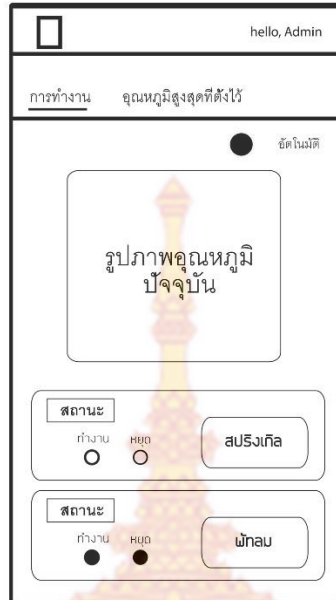 hello, Admin
การทำงาน อุณหภูมิสูงสุดที่ตั้งไว้
อัตโนมัติ
รูปภาพอุณหภูมิ
ปัจจุบัน
สถานะ
ทำงาน หยุด
สปริงเกิล
สถานะ
ทำงาน หยุด
พัทลม